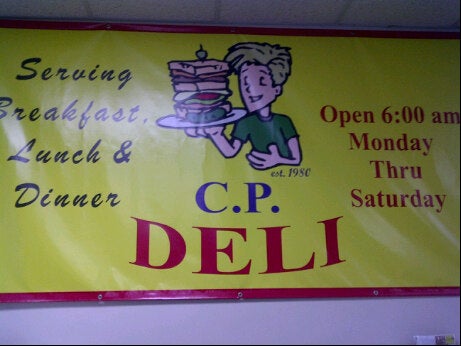 Serving
Breakfast,
Lunch &
Dinner
est. 1980
C.P.
DELI
Open 6:00 am
Monday
Thru
Saturday